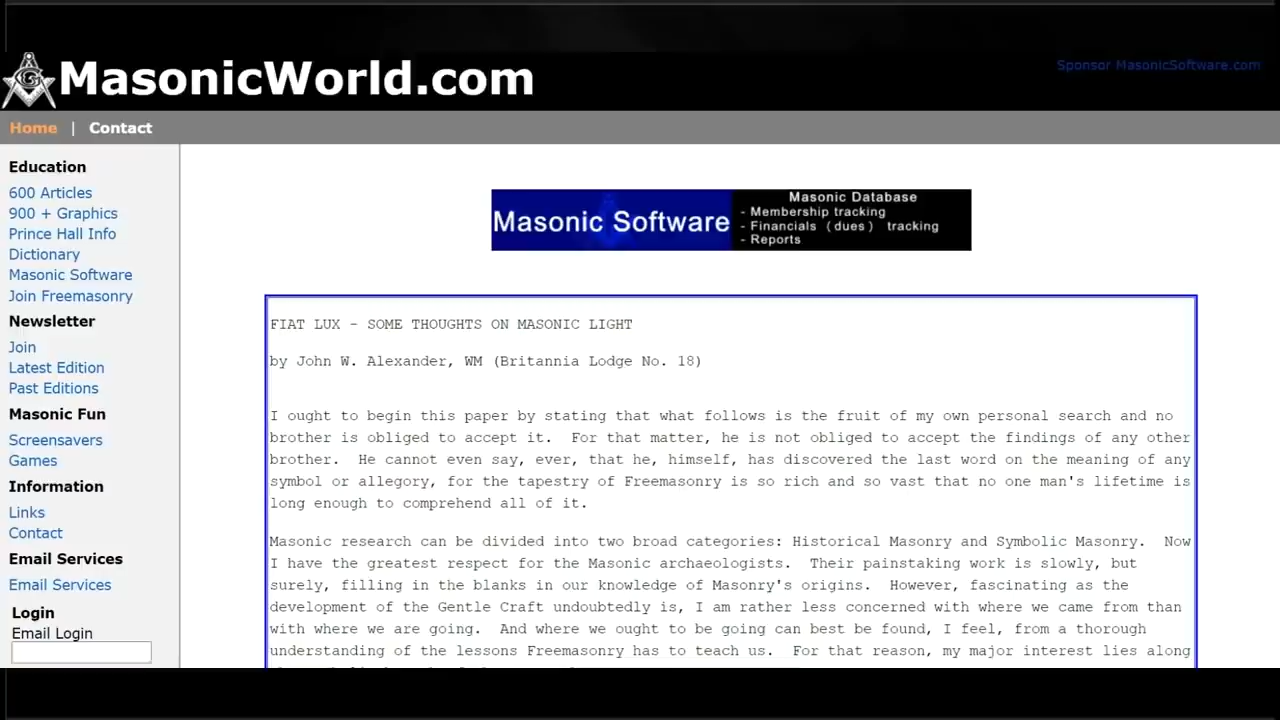 MasonicWorld.com
Sponsor MasonicSoftware.com
Home | Contact
Education
600 Articles
900 + Graphics
Prince Hall Info
Dictionary
Masonic Software
Join Freemasonry
Newsletter
Join
Latest Edition
Past Editions
Masonic Fun
Screensavers
Games
Information
Links
Contact
Email Services
Email Services
Login
Email Login
Masonic Software
Masonic Database
- Membership tracking
- Financials (dues) tracking
- Reports
FIAT LUX - SOME THOUGHTS ON MASONIC LIGHT
by John W. Alexander, WM (Britannia Lodge No. 18)
I ought to begin this paper by stating that what follows is the fruit of my own personal search and no
brother is obliged to accept it. For that matter, he is not obliged to accept the findings of any other
brother. He cannot even say, ever, that he, himself, has discovered the last word on the meaning of any
symbol or allegory, for the tapestry of Freemasonry is so rich and so vast that no one man's lifetime is
long enough to comprehend all of it.
Masonic research can be divided into two broad categories: Historical Masonry and Symbolic Masonry. Now
I have the greatest respect for the Masonic archaeologists. Their painstaking work is slowly, but
surely, filling in the blanks in our knowledge of Masonry's origins. However, fascinating as the
development of the Gentle Craft undoubtedly is, I am rather less concerned with where we came from than
with where we are going. And where we ought to be going can best be found, I feel, from a thorough
understanding of the lessons Freemasonry has to teach us. For that reason, my major interest lies along